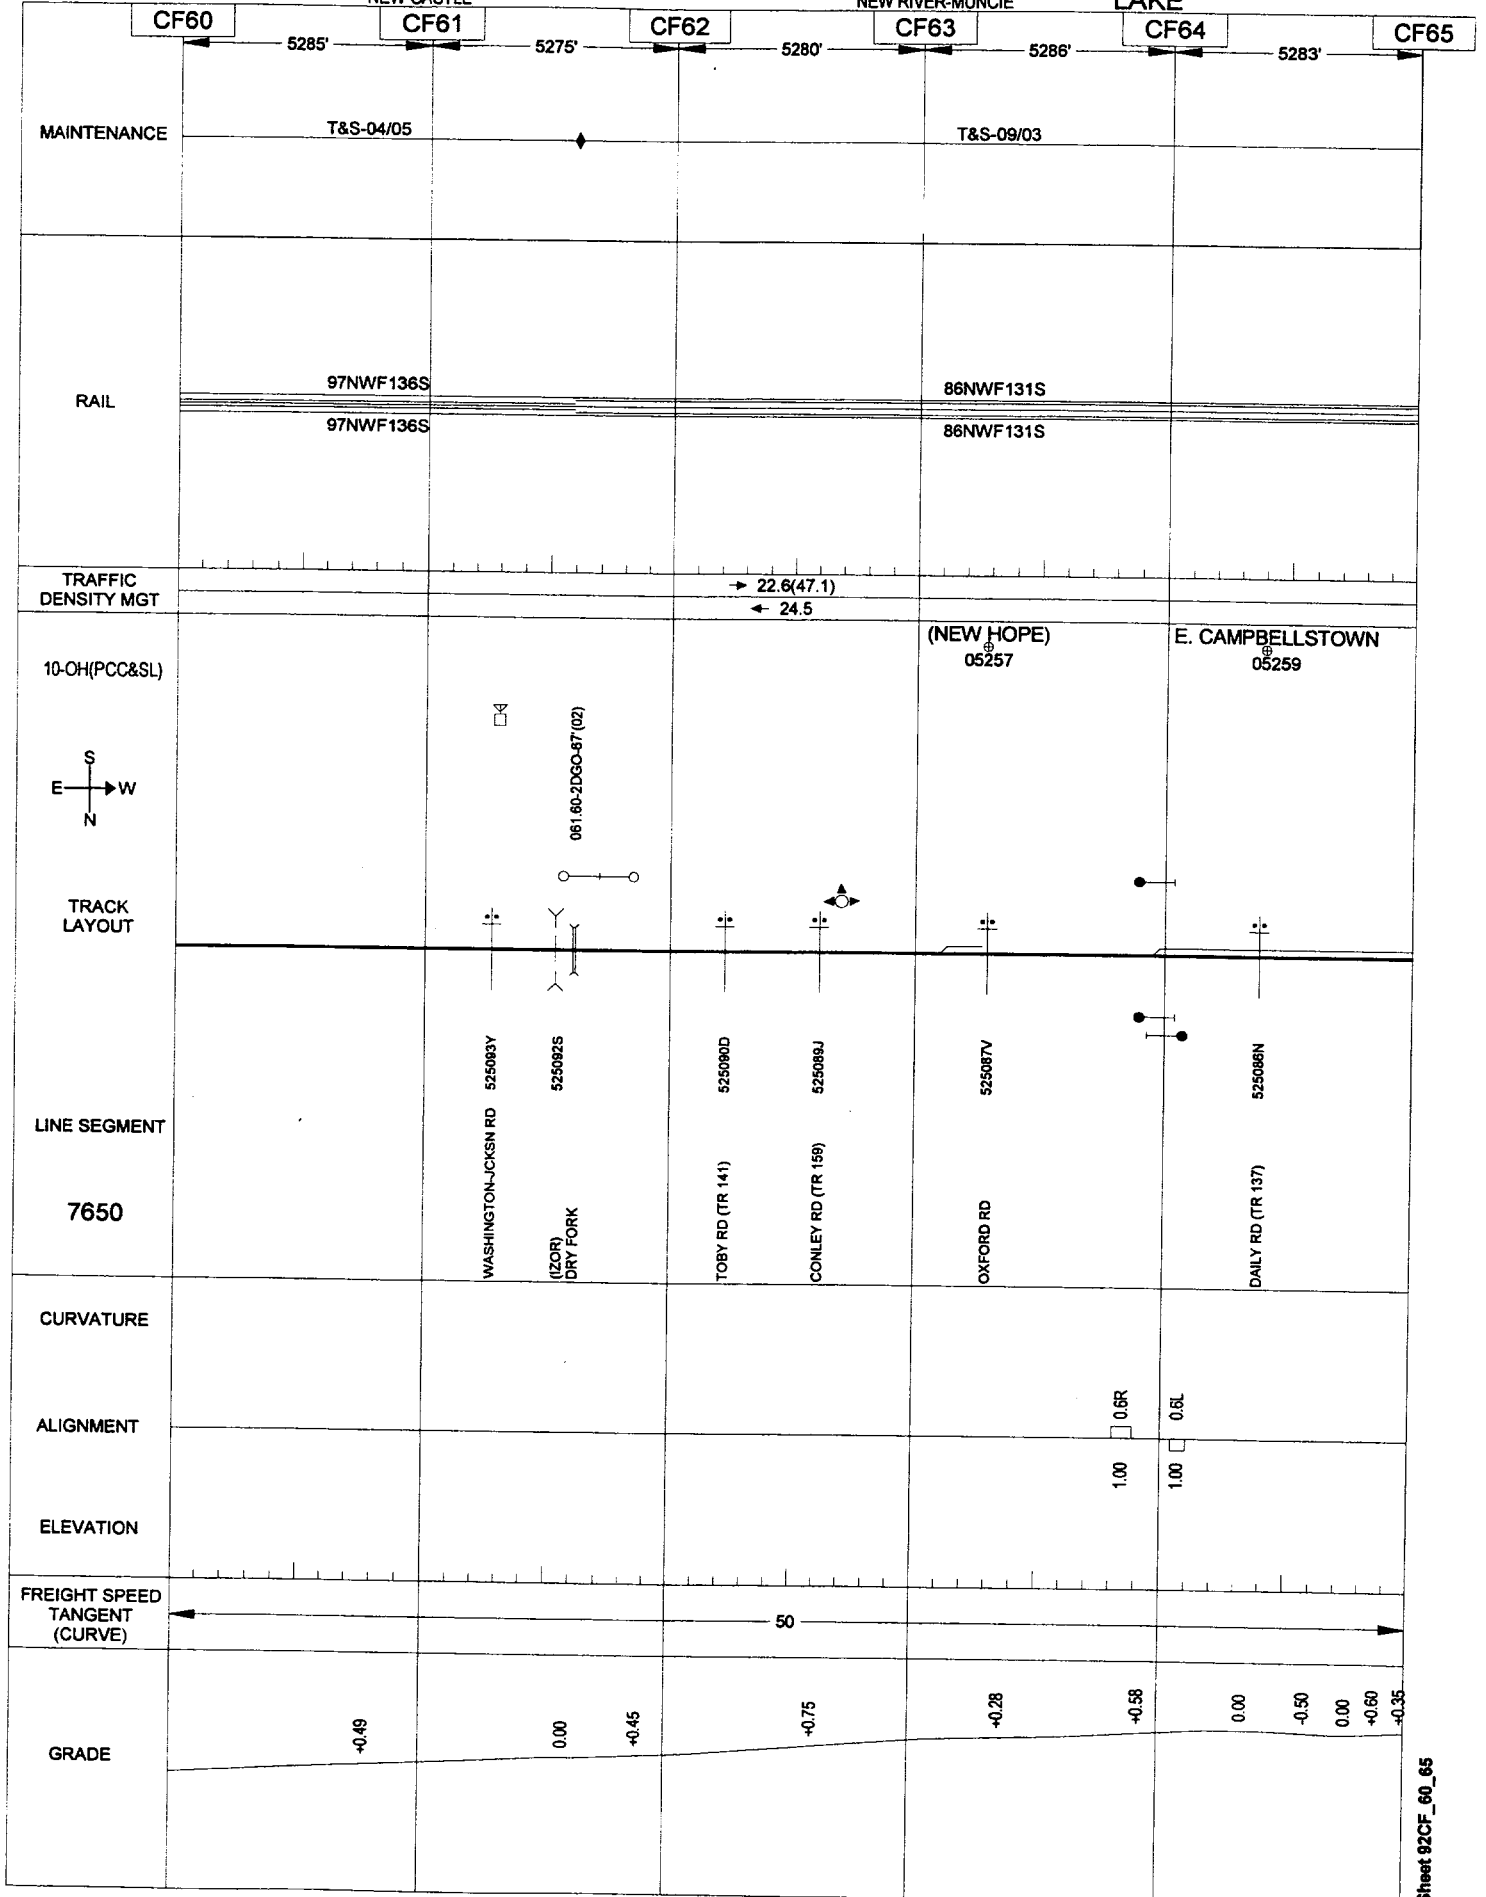 NEW CASTLE
NEW RIVER-MUNCIE
LAKE
CF60
CF61
CF62
CF63
CF64
CF65
5285'
5275'
5280'
5286'
5283'
MAINTENANCE
T&S-04/05
T&S-09/03
RAIL
97NWF136S
86NWF131S
97NWF136S
86NWF131S
TRAFFIC
DENSITY MGT
22.6(47.1)
24.5
10-OH(PCC&SL)
(NEW HOPE)
05257
E. CAMPBELLSTOWN
05259
S
E W
N
061.60-2DGO-87'(02)
TRACK
LAYOUT
LINE SEGMENT
7650
WASHINGTON-JCKSN RD 525093Y
(IZOR) 525092S
DRY FORK
TOBY RD (TR 141) 525090D
CONLEY RD (TR 159) 525089J
OXFORD RD 525087V
DAILY RD (TR 137) 525086N
CURVATURE
ALIGNMENT
0.6R
0.6L
1.00
1.00
ELEVATION
FREIGHT SPEED
TANGENT
(CURVE)
50
GRADE
+0.49
0.00
+0.45
+0.75
+0.28
+0.58
0.00
-0.50
0.00
+0.60
+0.35
Sheet 92CF_60_65